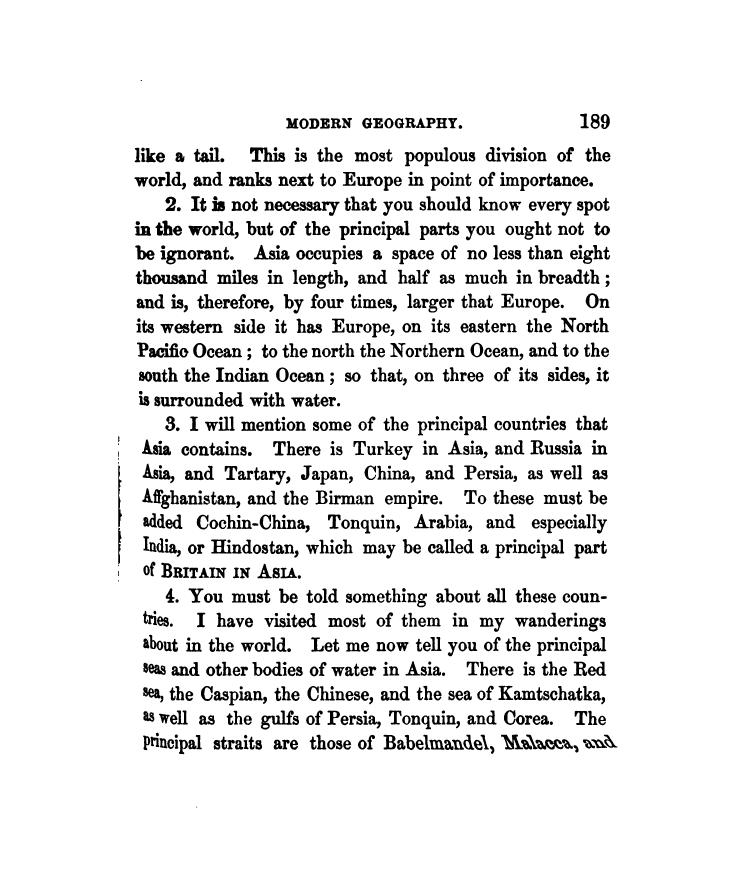 MODERN GEOGRAPHY. 189
like a tail. This is the most populous division of the
world, and ranks next to Europe in point of importance.
2. It is not necessary that you should know every spot
in the world, but of the principal parts you ought not to
be ignorant. Asia occupies a space of no less than eight
thousand miles in length, and half as much in breadth ;
and is, therefore, by four times, larger that Europe. On
its western side it has Europe, on its eastern the North
Pacific Ocean ; to the north the Northern Ocean, and to the
south the Indian Ocean ; so that, on three of its sides, it
is surrounded with water.
3. I will mention some of the principal countries that
Asia contains. There is Turkey in Asia, and Russia in
Asia, and Tartary, Japan, China, and Persia, as well as
Affghanistan, and the Birman empire. To these must be
added Cochin-China, Tonquin, Arabia, and especially
India, or Hindostan, which may be called a principal part
of BRITAIN IN ASIA.
4. You must be told something about all these coun-
tries. I have visited most of them in my wanderings
about in the world. Let me now tell you of the principal
seas and other bodies of water in Asia. There is the Red
sea, the Caspian, the Chinese, and the sea of Kamtschatka,
as well as the gulfs of Persia, Tonquin, and Corea. The
principal straits are those of Babelmandel, Malacca, and